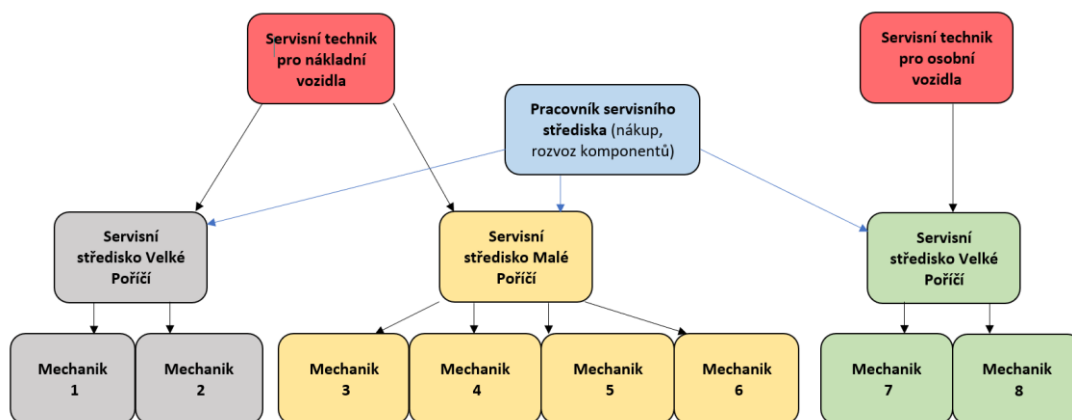 Servisní technik
pro nákladní
vozidla
Servisní technik
pro osobní
vozidla
Pracovník servisního
střediska (nákup,
rozvoz komponentů)
Servisní
středisko Velké
Poříčí
Servisní
středisko Malé
Poříčí
Servisní
středisko Velké
Poříčí
Mechanik
1
Mechanik
2
Mechanik
3
Mechanik
4
Mechanik
5
Mechanik
6
Mechanik
7
Mechanik
8